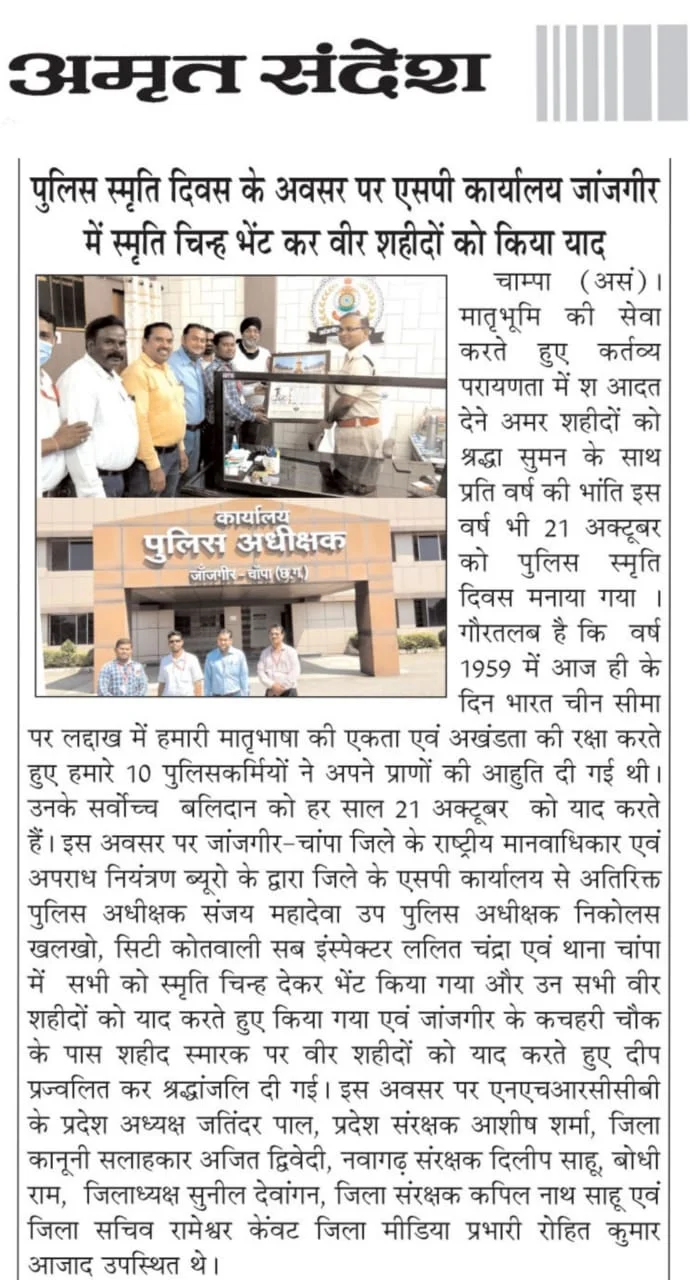 अमृत संदेश
पुलिस स्मृति दिवस के अवसर पर एसपी कार्यालय जांजगीर
में स्मृति चिन्ह भेंट कर वीर शहीदों को किया याद
चाम्पा (असं)।
मातृभूमि की सेवा
करते हुए कर्तव्य
परायणता में श आदत
देने अमर शहीदों को
श्रद्धा सुमन के साथ
प्रति वर्ष की भांति इस
वर्ष भी 21 अक्टूबर
को पुलिस स्मृति
दिवस मनाया गया ।
गौरतलब है कि वर्ष
1959 में आज ही के
दिन भारत चीन सीमा
कार्यालय
पुलिस अधीक्षक
जाँजगीर - चाँपा (छ.ग.)
पर लद्दाख में हमारी मातृभाषा की एकता एवं अखंडता की रक्षा करते
हुए हमारे 10 पुलिसकर्मियों ने अपने प्राणों की आहुति दी गई थी।
उनके सर्वोच्च बलिदान को हर साल 21 अक्टूबर को याद करते
हैं। इस अवसर पर जांजगीर-चांपा जिले के राष्ट्रीय मानवाधिकार एवं
अपराध नियंत्रण ब्यूरो के द्वारा जिले के एसपी कार्यालय से अतिरिक्त
पुलिस अधीक्षक संजय महादेवा उप पुलिस अधीक्षक निकोलस
खलखो, सिटी कोतवाली सब इंस्पेक्टर ललित चंद्रा एवं थाना चांपा
में सभी को स्मृति चिन्ह देकर भेंट किया गया और उन सभी वीर
शहीदों को याद करते हुए किया गया एवं जांजगीर के कचहरी चौक
के पास शहीद स्मारक पर वीर शहीदों को याद करते हुए दीप
प्रज्वलित कर श्रद्धांजलि दी गई। इस अवसर पर एनएचआरसीसीबी
के प्रदेश अध्यक्ष जतिंदर पाल, प्रदेश संरक्षक आशीष शर्मा, जिला
कानूनी सलाहकार अजित द्विवेदी, नवागढ़ संरक्षक दिलीप साहू, बोधी
राम, जिलाध्यक्ष सुनील देवांगन, जिला संरक्षक कपिल नाथ साहू एवं
जिला सचिव रामेश्वर केंवट जिला मीडिया प्रभारी रोहित कुमार
आजाद उपस्थित थे।